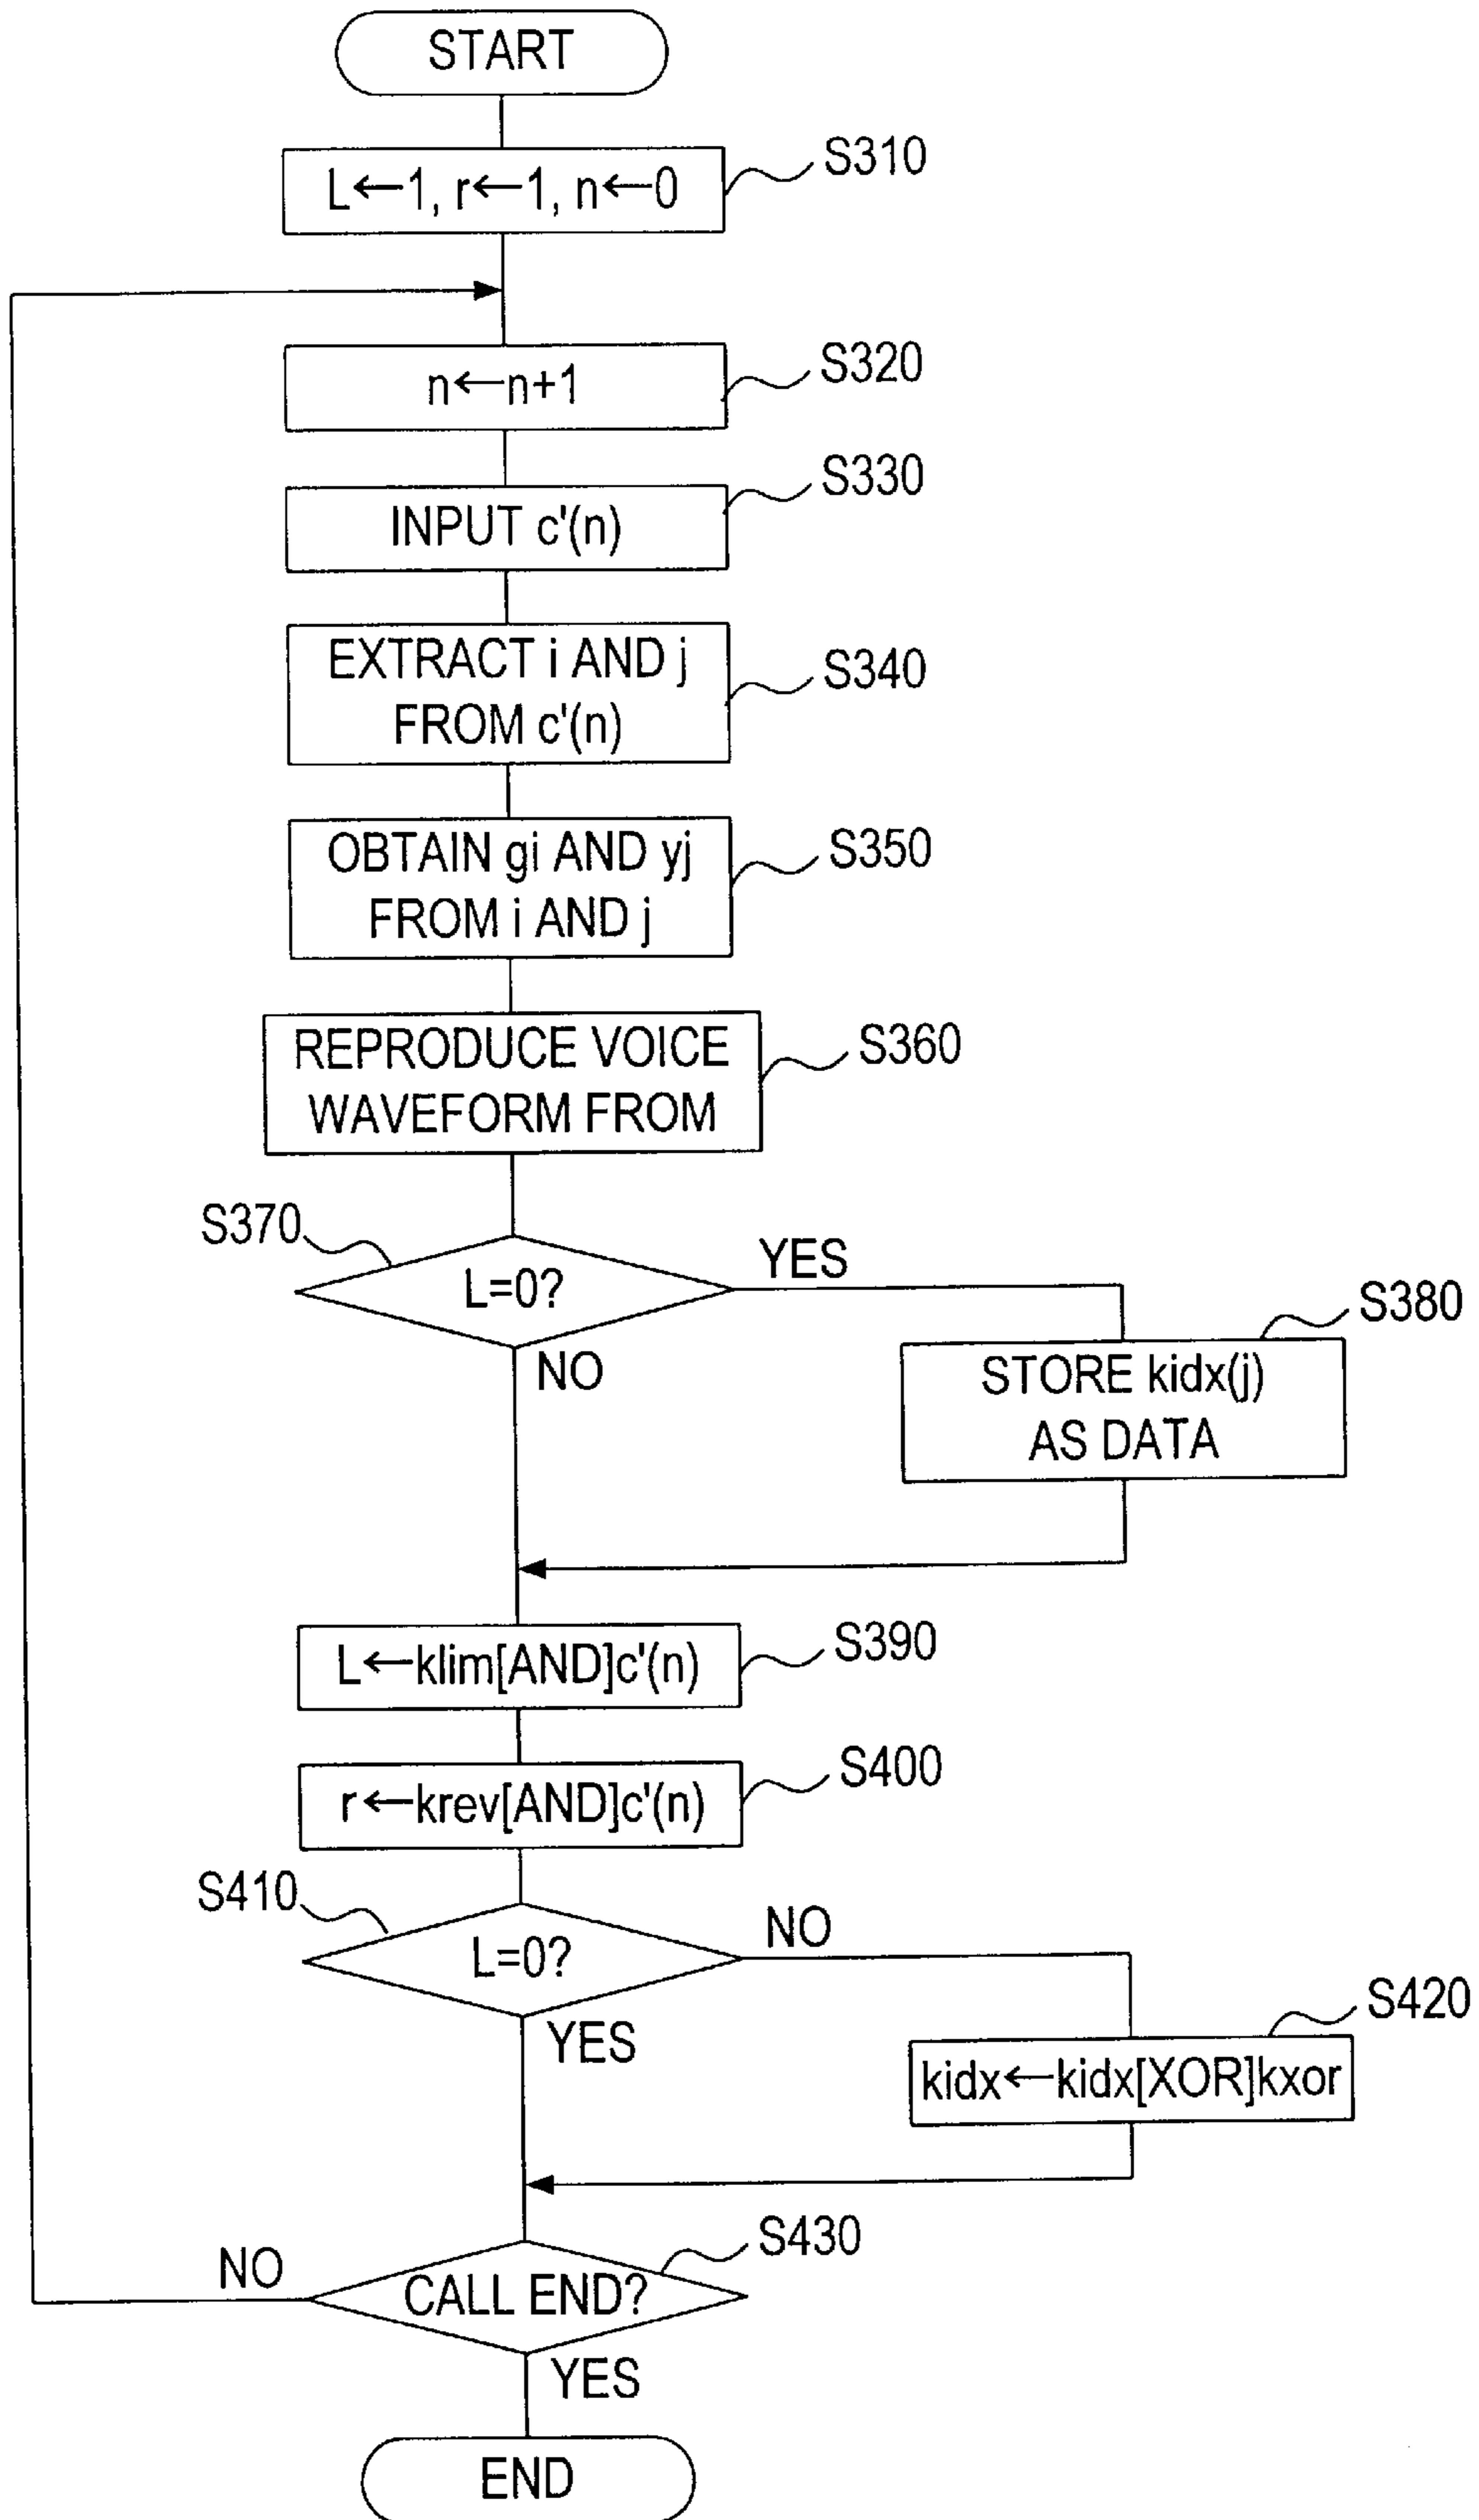 START
L←1, r←1, n←0
S310
n←n+1
S320
INPUT c'(n)
S330
EXTRACT i AND j
FROM c'(n)
S340
OBTAIN gi AND yj
FROM i AND j
S350
REPRODUCE VOICE
WAVEFORM FROM
S360
S370
L=0?
YES
NO
S380
STORE kidx(j)
AS DATA
L←klim[AND]c'(n)
S390
r←krev[AND]c'(n)
S400
S410
L=0?
NO
YES
S420
kidx←kidx[XOR]kxor
S430
CALL END?
NO
YES
END